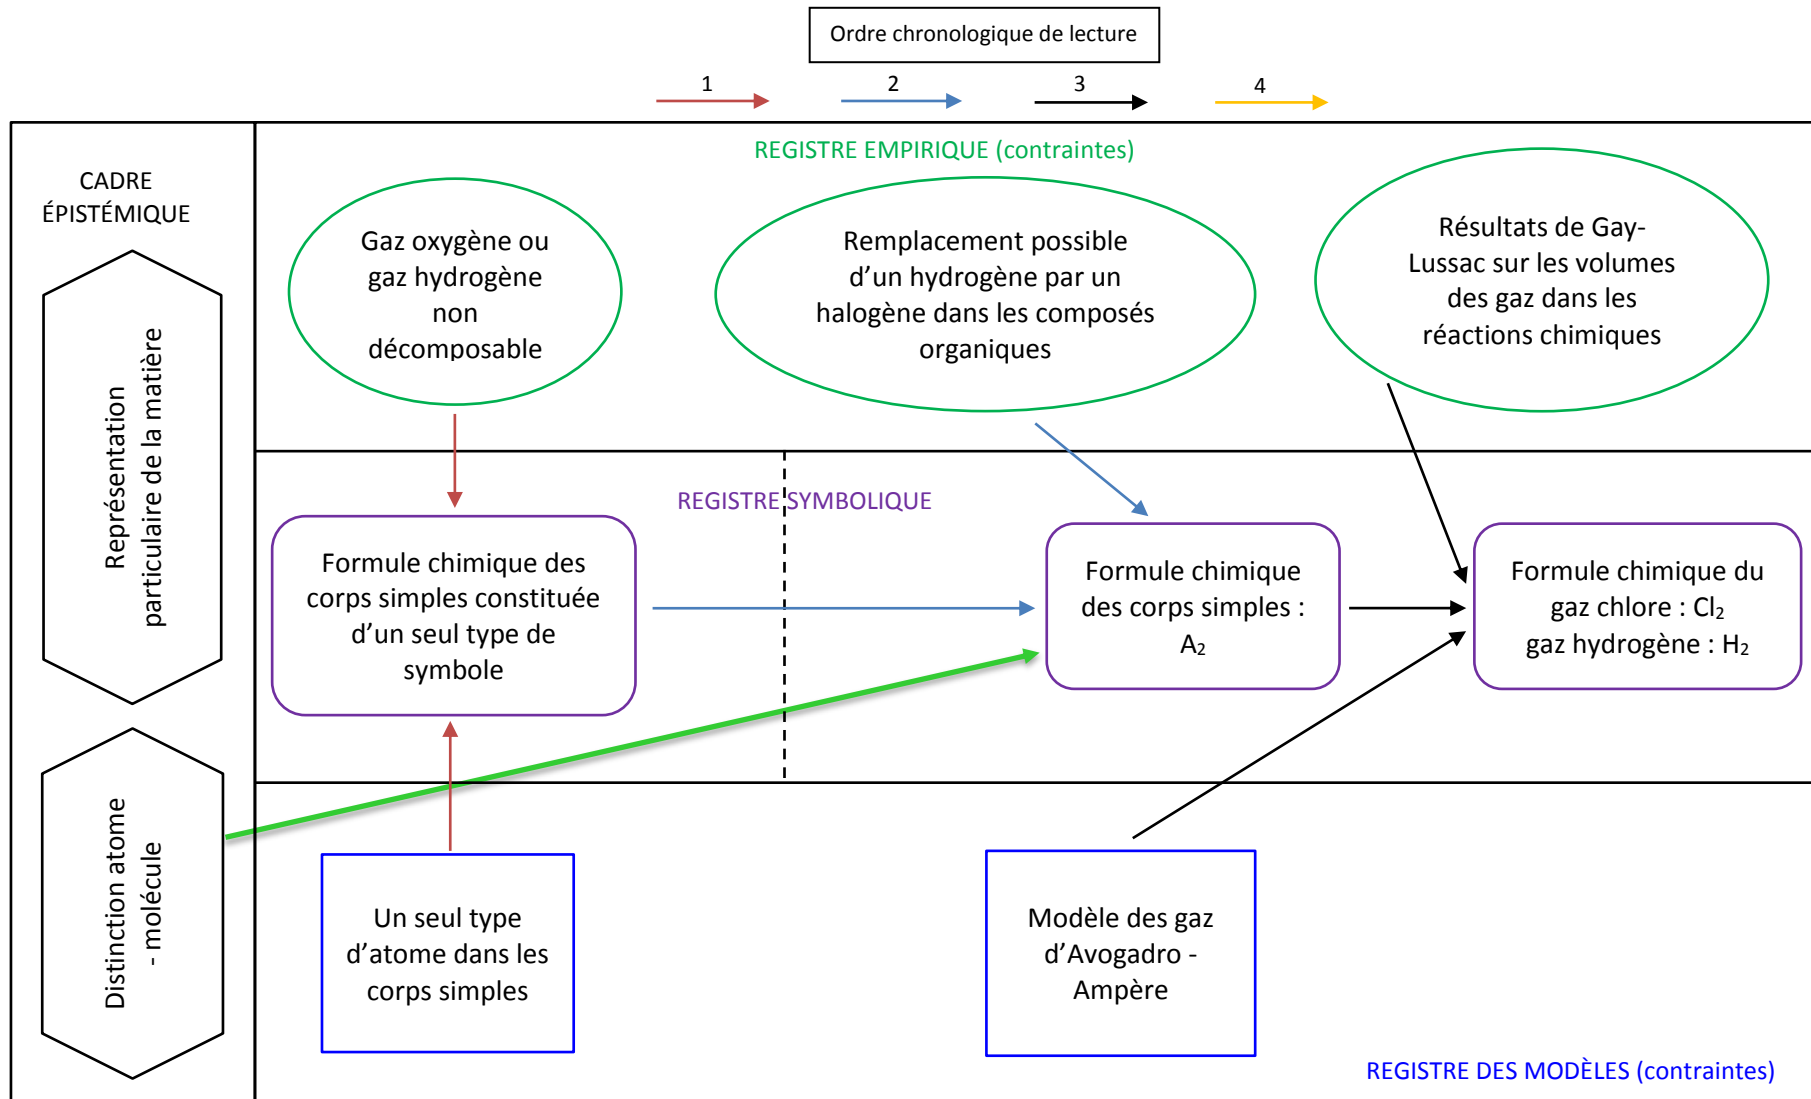 Ordre chronologique de lecture
1
2
3
4
CADRE
ÉPISTÉMIQUE
Représentation
particulaire de la matière
Distinction atome
- molécule
REGISTRE EMPIRIQUE (contraintes)
Gaz oxygène ou
gaz hydrogène
non
décomposable
Remplacement possible
d’un hydrogène par un
halogène dans les composés
organiques
Résultats de Gay-
Lussac sur les volumes
des gaz dans les
réactions chimiques
REGISTRE SYMBOLIQUE
Formule chimique des
corps simples constituée
d’un seul type de
symbole
Formule chimique
des corps simples :
A₂
Formule chimique du
gaz chlore : Cl₂
gaz hydrogène : H₂
Un seul type
d’atome dans les
corps simples
Modèle des gaz
d’Avogadro -
Ampère
REGISTRE DES MODÈLES (contraintes)